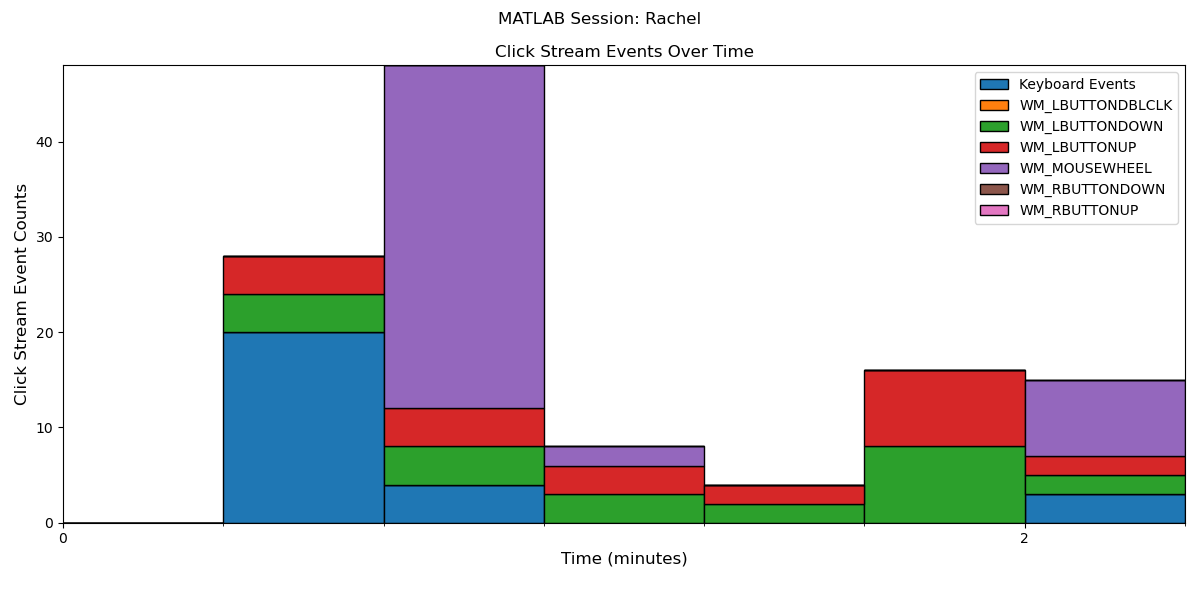 MATLAB Session: Rachel
Click Stream Events Over Time
Click Stream Event Counts
40
30
20
10
0
Keyboard Events
WM_LBUTTONDBLCLK
WM_LBUTTONDOWN
WM_LBUTTONUP
WM_MOUSEWHEEL
WM_RBUTTONDOWN
WM_RBUTTONUP
0
2
Time (minutes)